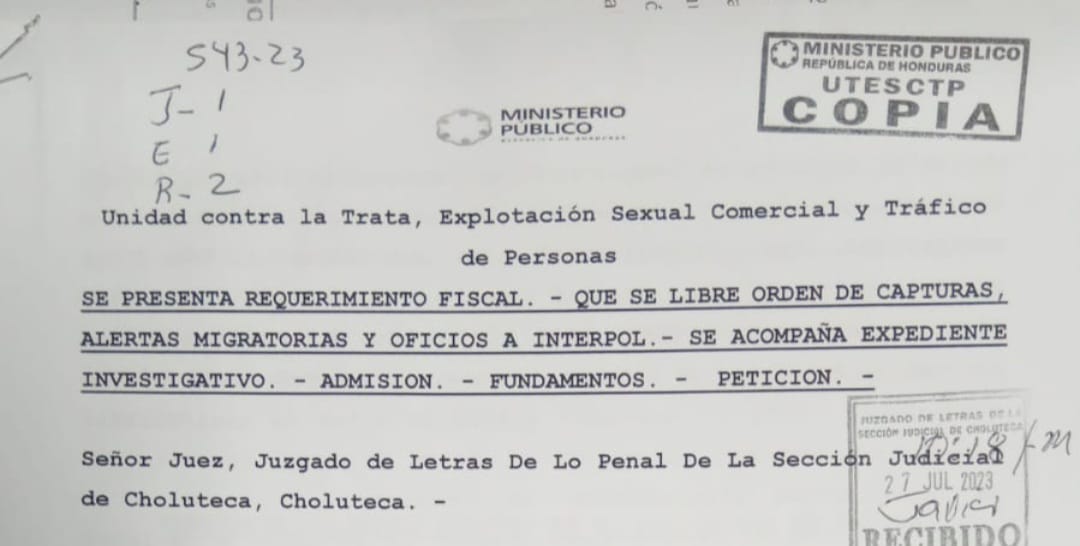 543-23
J- 1
E 1
R- 2
MINISTERIO PUBLICO
REPÚBLICA DE HONDURAS
UTESCTP
COPIA
MINISTERIO
PÚBLICO
Unidad contra la Trata, Explotación Sexual Comercial y Tráfico
de Personas
SE PRESENTA REQUERIMIENTO FISCAL. - QUE SE LIBRE ORDEN DE CAPTURAS,
ALERTAS MIGRATORIAS Y OFICIOS A INTERPOL.- SE ACOMPAÑA EXPEDIENTE
INVESTIGATIVO. - ADMISION. - FUNDAMENTOS. - PETICION. -
JUZGADO DE LETRAS DE LA
SECCIÓN JUDICIAL DE CHOLUTECA
Señor Juez, Juzgado de Letras De Lo Penal De La Sección Judicial
27 JUL 2023
de Choluteca, Choluteca. -
Javier
RECIBIDO